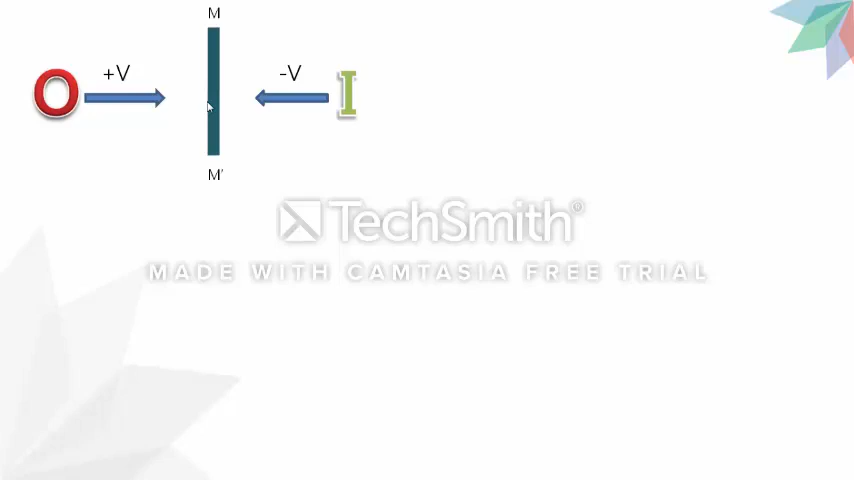 M
+V
-V
O
I
M'
TechSmith®
MADE WITH CAMTASIA FREE TRIAL